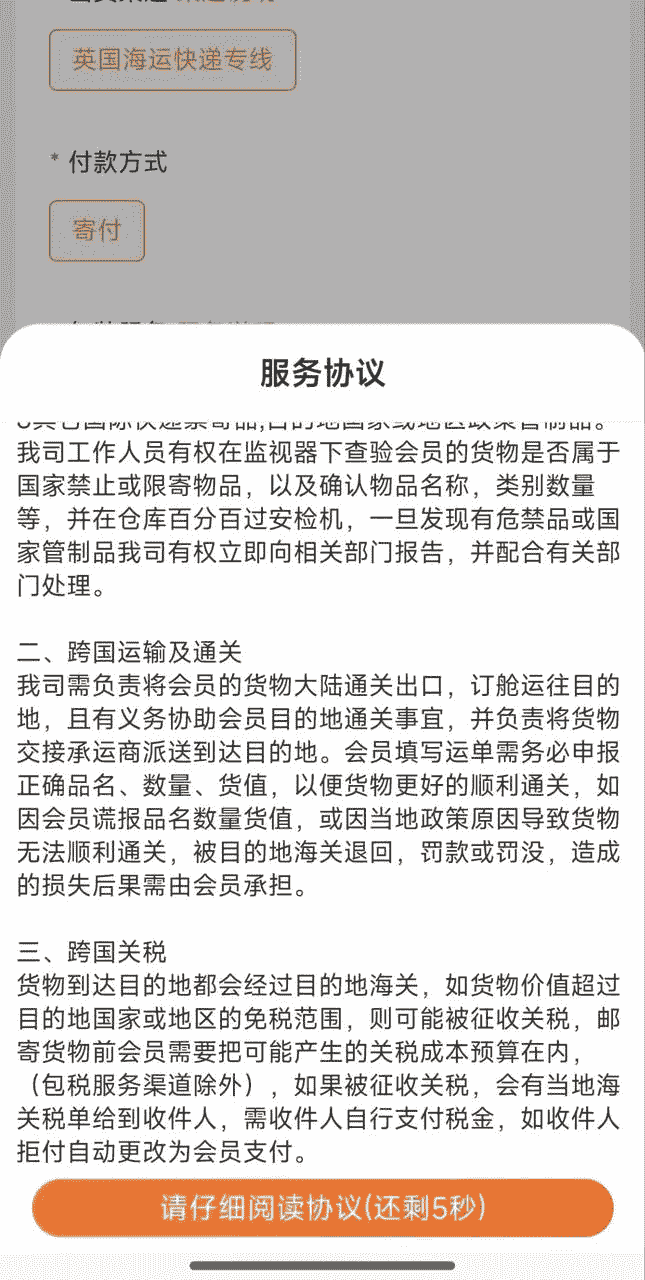 英国海运快递专线
* 付款方式
寄付
服务协议
我司工作人员有权在监视器下查验会员的货物是否属于
国家禁止或限寄物品，以及确认物品名称，类别数量
等，并在仓库百分百过安检机，一旦发现有危禁品或国
家管制品我司有权立即向相关部门报告，并配合有关部
门处理。
二、跨国运输及通关
我司需负责将会员的货物大陆通关出口，订舱运往目的
地，且有义务协助会员目的地通关事宜，并负责将货物
交接承运商派送到达目的地。会员填写运单需务必申报
正确品名、数量、货值，以便货物更好的顺利通关，如
因会员谎报品名数量货值，或因当地政策原因导致货物
无法顺利通关，被目的地海关退回，罚款或罚没，造成
的损失后果需由会员承担。
三、跨国关税
货物到达目的地都会经过目的地海关，如货物价值超过
目的地国家或地区的免税范围，则可能被征收关税，邮
寄货物前会员需要把可能产生的关税成本预算在内，
（包税服务渠道除外），如果被征收关税，会有当地海
关税单给到收件人，需收件人自行支付税金，如收件人
拒付自动更改为会员支付。
请仔细阅读协议(还剩5秒)